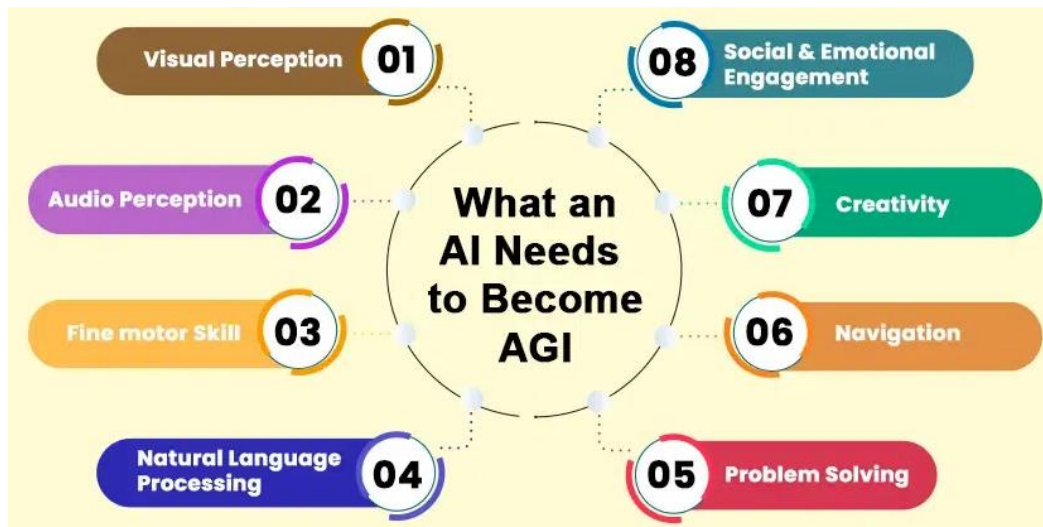 What an
AI Needs
to Become
AGI
01
Visual Perception
02
Audio Perception
03
Fine motor Skill
04
Natural Language
Processing
05
Problem Solving
06
Navigation
07
Creativity
08
Social & Emotional
Engagement